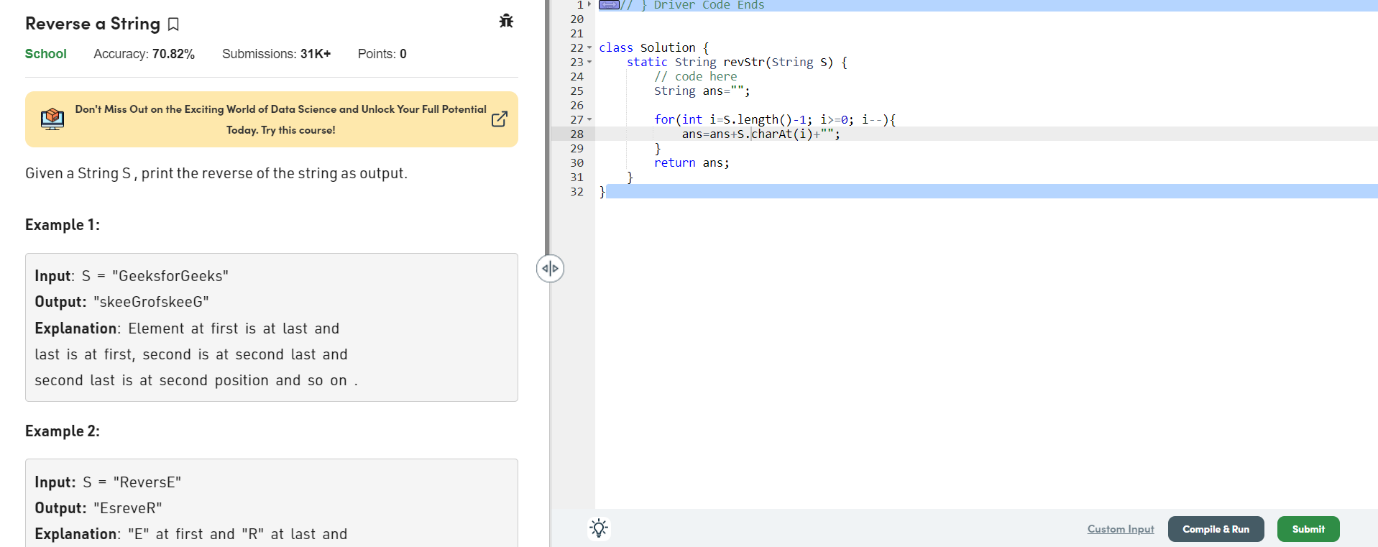 Reverse a String
School Accuracy: 70.82% Submissions: 31K+ Points: 0
Don't Miss Out on the Exciting World of Data Science and Unlock Your Full Potential
Today. Try this course!
Given a String S , print the reverse of the string as output.
Example 1:
Input: S = "GeeksforGeeks"
Output: "skeeGrofskeeG"
Explanation: Element at first is at last and
last is at first, second is at second last and
second last is at second position and so on .
Example 2:
Input: S = "ReversE"
Output: "EsreveR"
Explanation: "E" at first and "R" at last and
1 // } Driver Code Ends
20
21
22 class Solution {
23 static String revStr(String S) {
24 // code here
25 String ans="";
26
27 for(int i=S.length()-1; i>=0; i--){
28 ans=ans+S.charAt(i)+"";
29 }
30 return ans;
31 }
32 }
Custom Input Compile & Run Submit